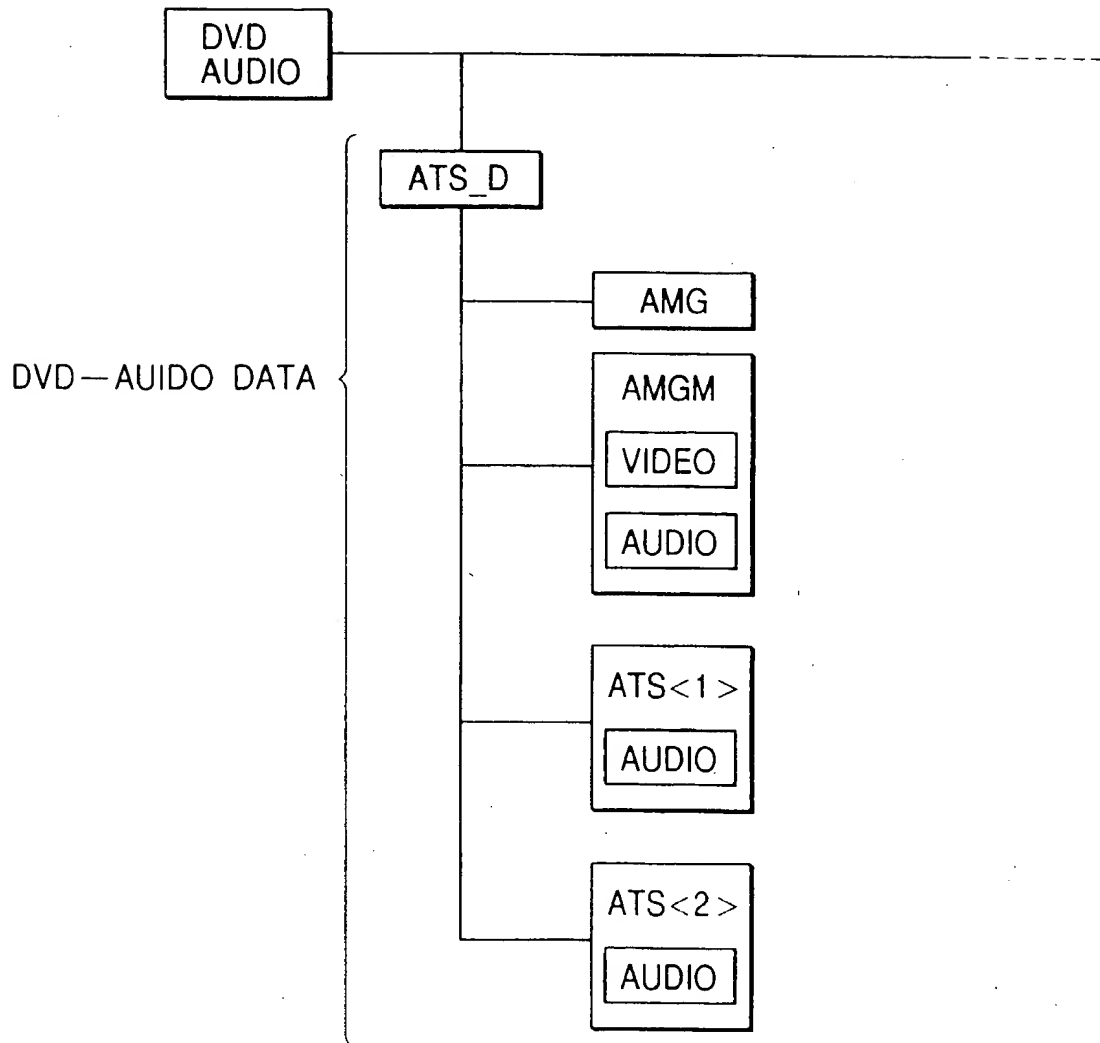 DVD
AUDIO
ATS_D
AMG
DVD—AUIDO DATA
AMGM
VIDEO
AUDIO
ATS<1>
AUDIO
ATS<2>
AUDIO